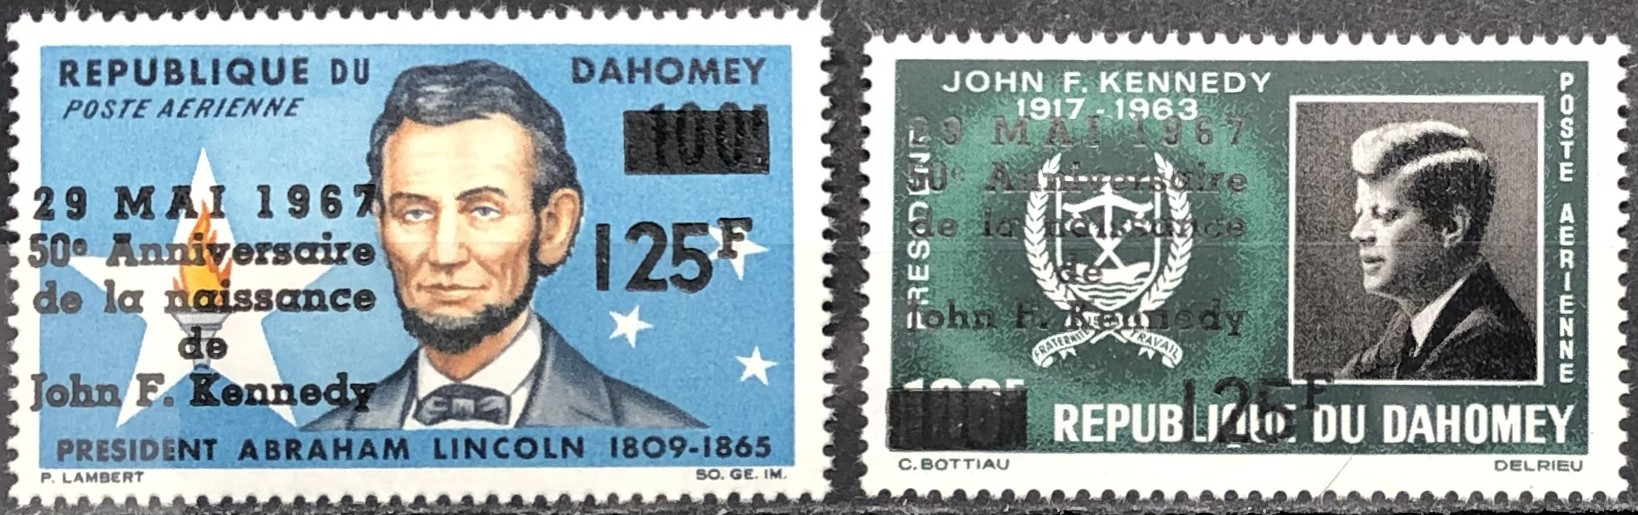 REPUBLIQUE DU DAHOMEY
POSTE AERIENNE
100F
29 MAI 1967
50e Anniversaire
de la naissance
de
John F. Kennedy
125F
PRESIDENT ABRAHAM LINCOLN 1809-1865
P. LAMBERT
SO. GE. IM.
JOHN F. KENNEDY
1917 - 1963
29 MAI 1967
50e Anniversaire
de la naissance
de
John F. Kennedy
POSTE AERIENNE
FRATERNITE
TRAVAIL
100F
125F
REPUBLIQUE DU DAHOMEY
C. BOTTIAU
DELRIEU